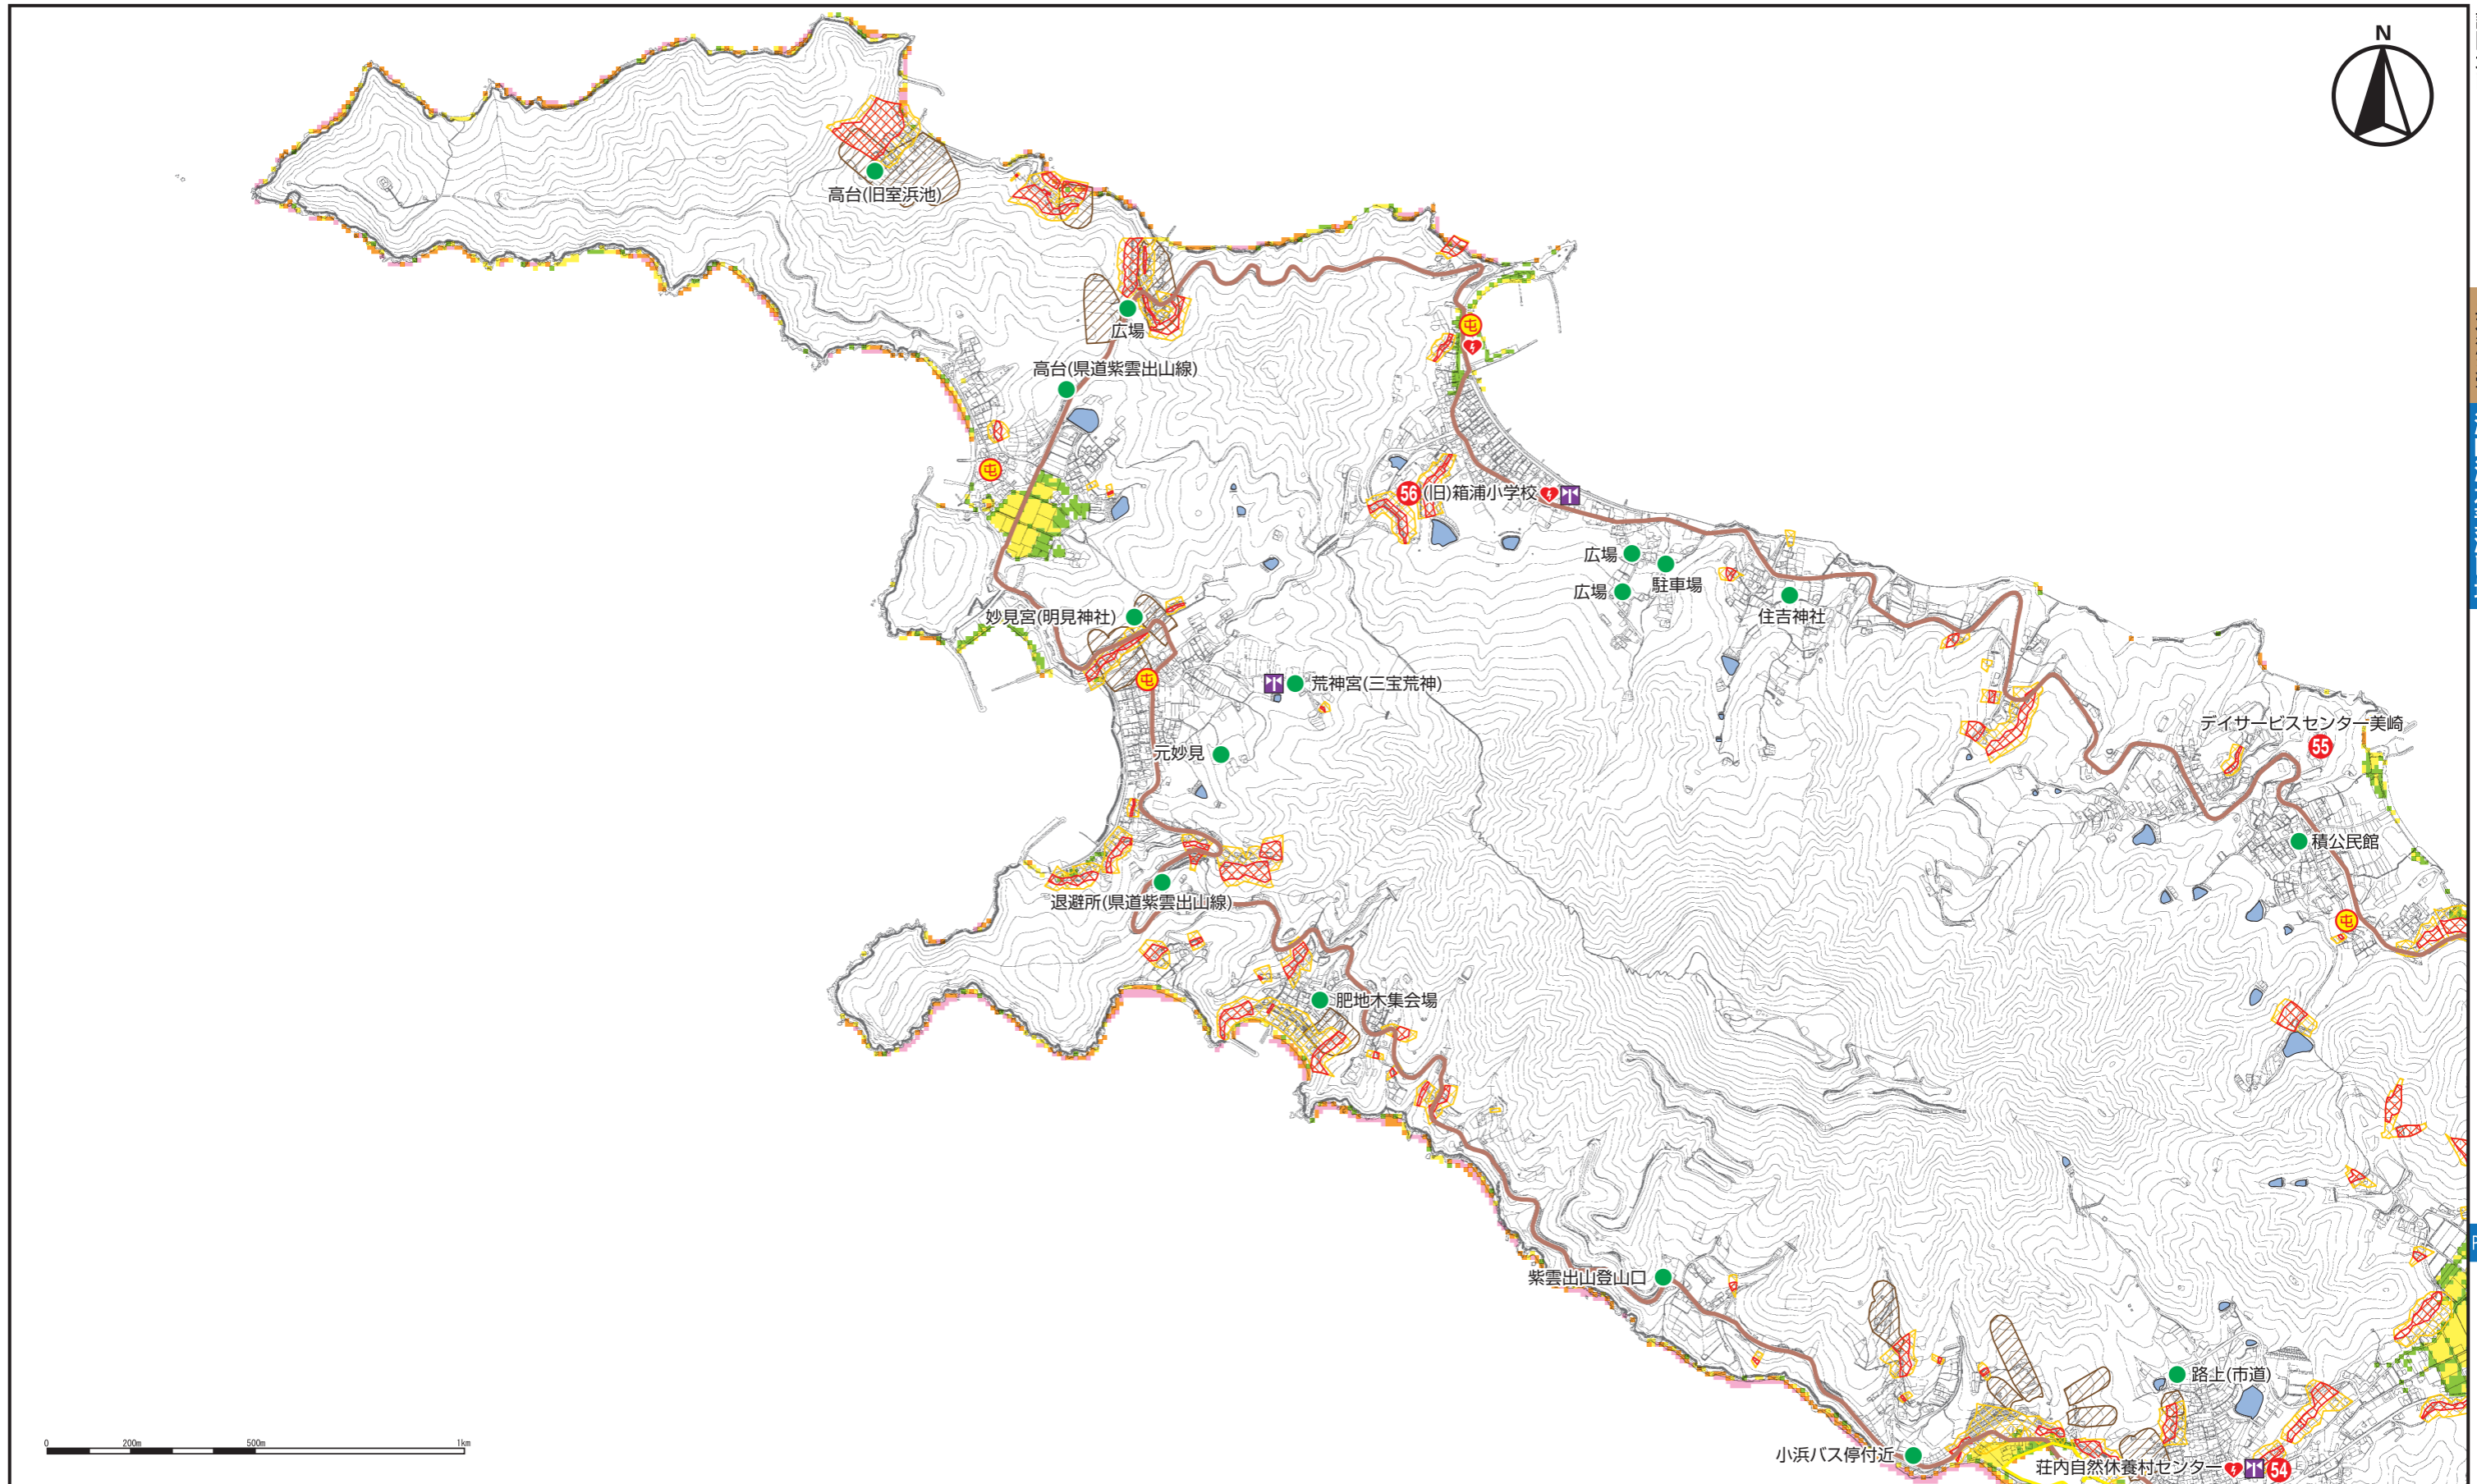 N
高台(旧室浜池)
広場
高台(県道紫雲出山線)
屯
屯
56 (旧)箱浦小学校
広場
駐車場
広場
住吉神社
妙見宮(明見神社)
屯
荒神宮(三宝荒神)
元妙見
デイサービスセンター美崎
55
積公民館
退避所(県道紫雲出山線)
屯
肥地木集会場
紫雲出山登山口
路上(市道)
小浜バス停付近
荘内自然休養村センター 54
0 200m 500m 1km